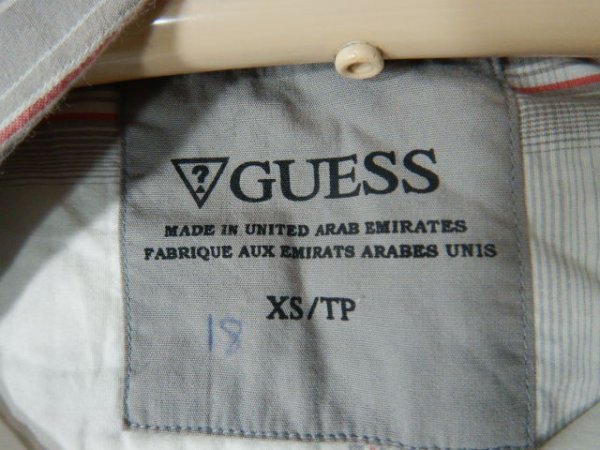 ? GUESS
MADE IN UNITED ARAB EMIRATES
FABRIQUE AUX EMIRATS ARABES UNIS
XS/TP
18